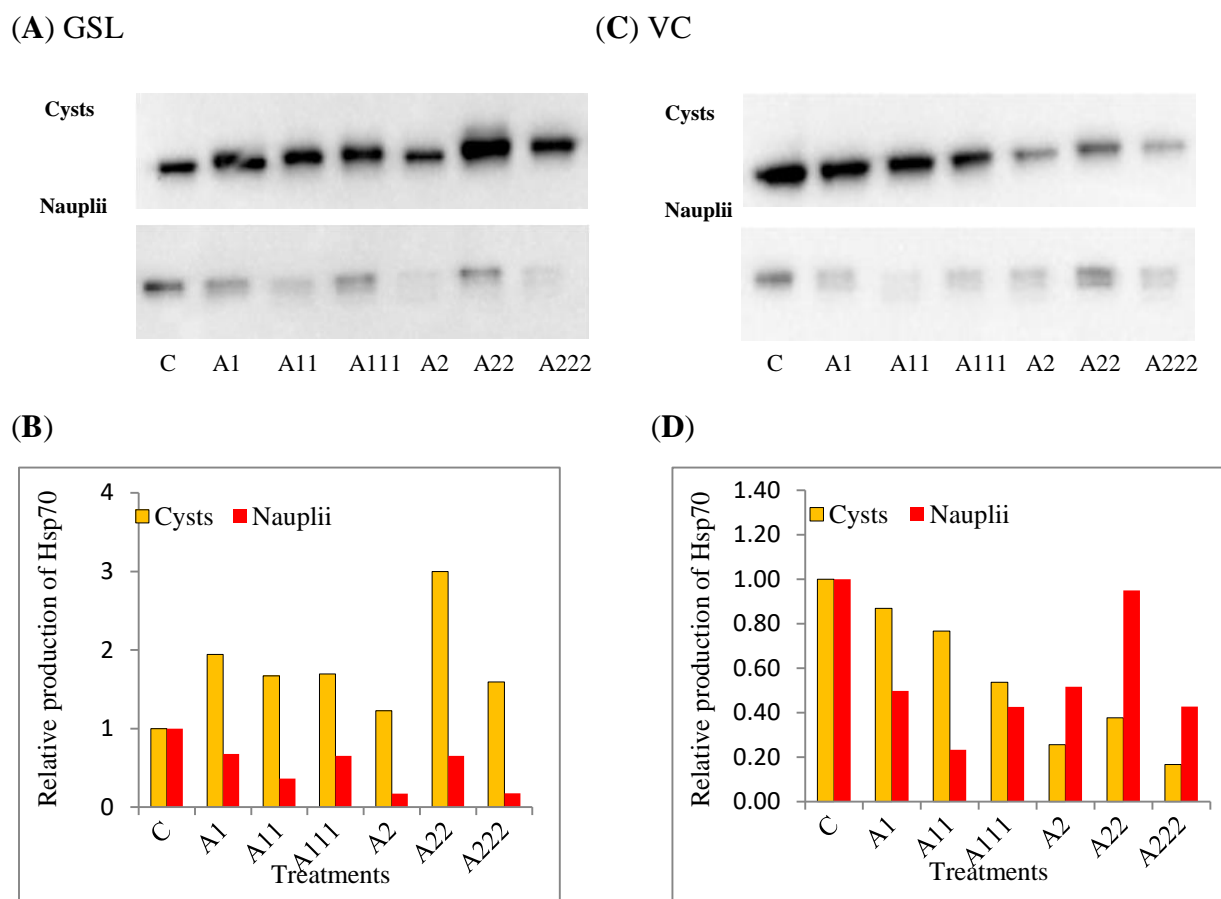 (A) GSL
Cysts
Nauplii
C A1 A11 A111 A2 A22 A222
(C) VC
Cysts
Nauplii
C A1 A11 A111 A2 A22 A222
(B)
Relative production of Hsp70
4
3
2
1
0
Cysts Nauplii
C A1 A11 A111 A2 A22 A222
Treatments
(D)
Relative production of Hsp70
1.40
1.20
1.00
0.80
0.60
0.40
0.20
0.00
Cysts Nauplii
C A1 A11 A111 A2 A22 A222
Treatments